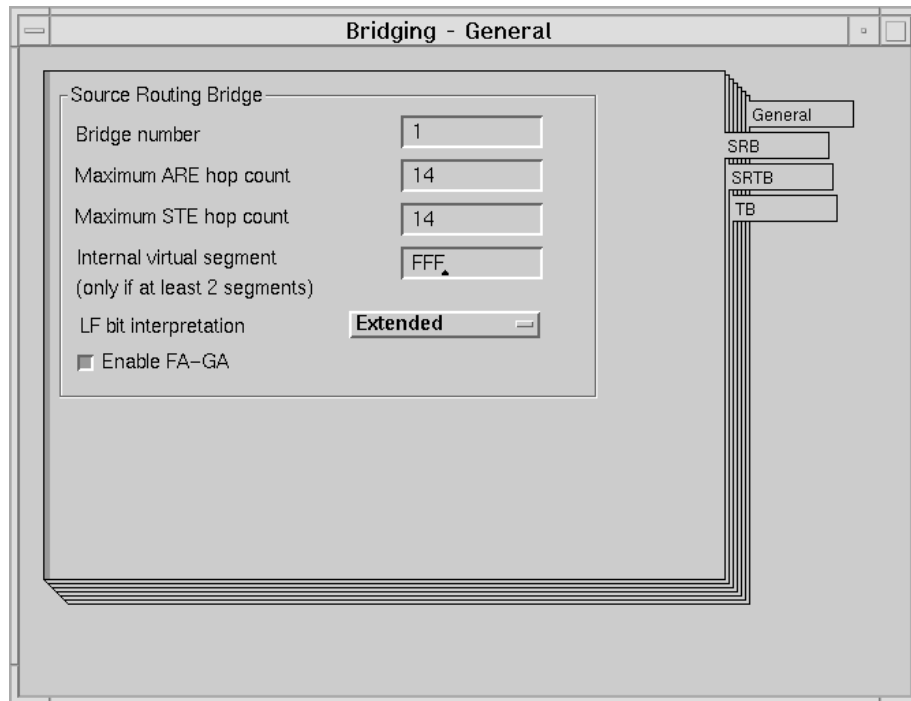 Bridging - General
Source Routing Bridge
Bridge number 1
Maximum ARE hop count 14
Maximum STE hop count 14
Internal virtual segment FFF
(only if at least 2 segments)
LF bit interpretation Extended
Enable FA-GA
General
SRB
SRTB
TB